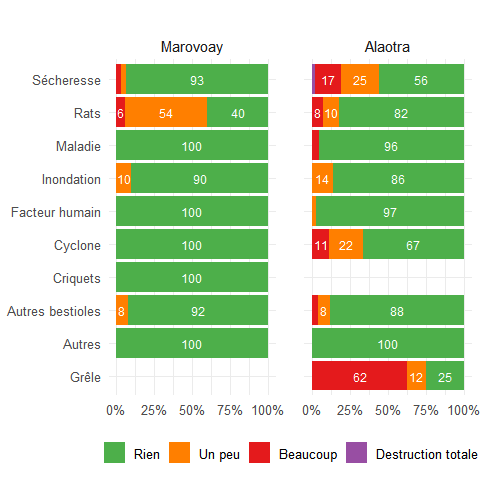 Marovoay Alaotra
Sécheresse 93 17 25 56
Rats 6 54 40 8 10 82
Maladie 100 96
Inondation 10 90 14 86
Facteur humain 100 97
Cyclone 100 11 22 67
Criquets 100
Autres bestioles 8 92 8 88
Autres 100 100
Grêle 62 12 25
0% 25% 50% 75% 100% 0% 25% 50% 75% 100%
Rien Un peu Beaucoup Destruction totale